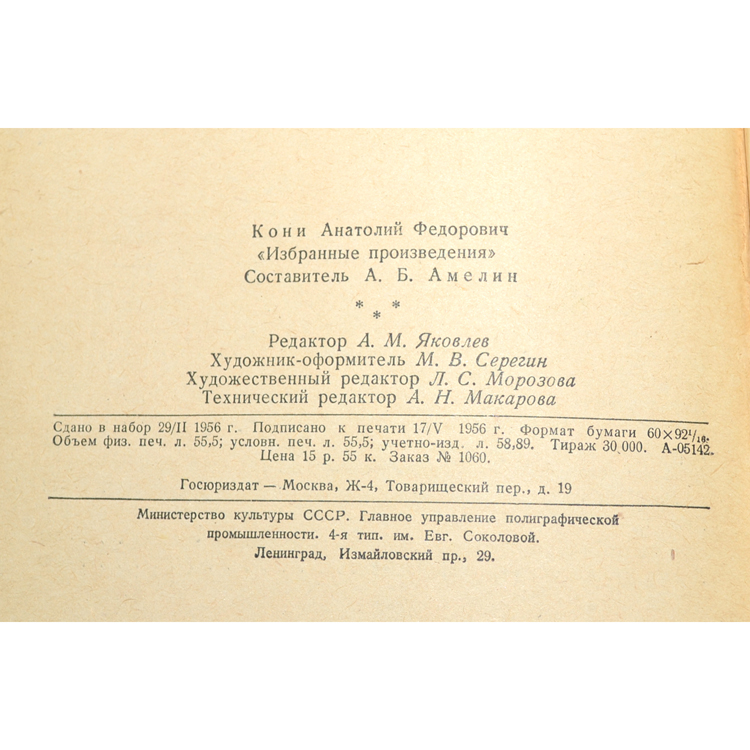 Кони Анатолий Федорович
«Избранные произведения»
Составитель А. Б. Амелин
* * *
Редактор А. М. Яковлев
Художник-оформитель М. В. Серегин
Художественный редактор Л. С. Морозова
Технический редактор А. Н. Макарова
Сдано в набор 29/II 1956 г. Подписано к печати 17/V 1956 г. Формат бумаги 60×92¹/₁₆.
Объем физ. печ. л. 55,5; условн. печ. л. 55,5; учетно-изд. л. 58,89. Тираж 30 000. А-05142.
Цена 15 р. 55 к. Заказ № 1060.
Госюриздат — Москва, Ж-4, Товарищеский пер., д. 19
Министерство культуры СССР. Главное управление полиграфической
промышленности. 4-я тип. им. Евг. Соколовой.
Ленинград, Измайловский пр., 29.